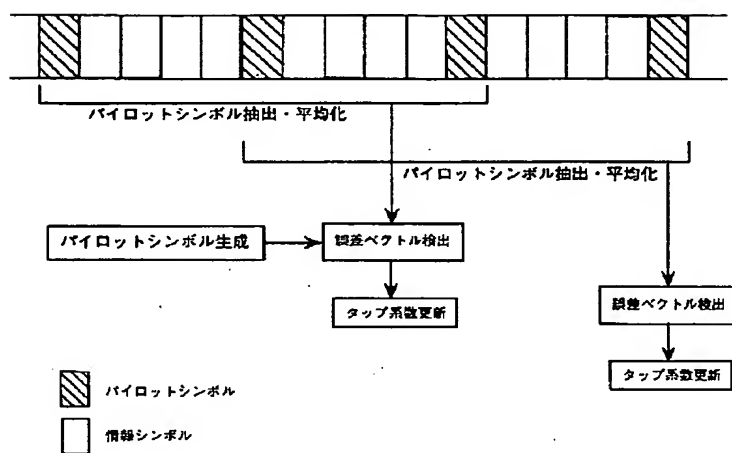 パイロットシンボル抽出・平均化
パイロットシンボル抽出・平均化
パイロットシンボル生成
誤差ベクトル検出
タップ系数更新
誤差ベクトル検出
タップ系数更新
パイロットシンボル
情報シンボル